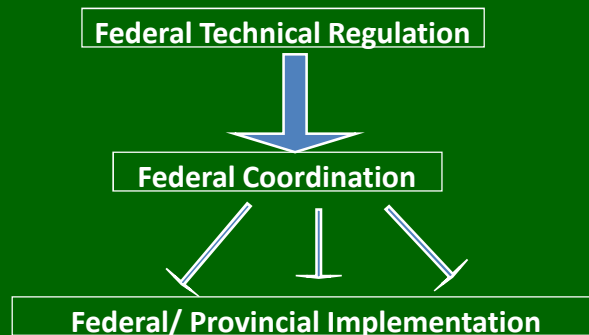 Federal Technical Regulation
Federal Coordination
Federal/ Provincial Implementation